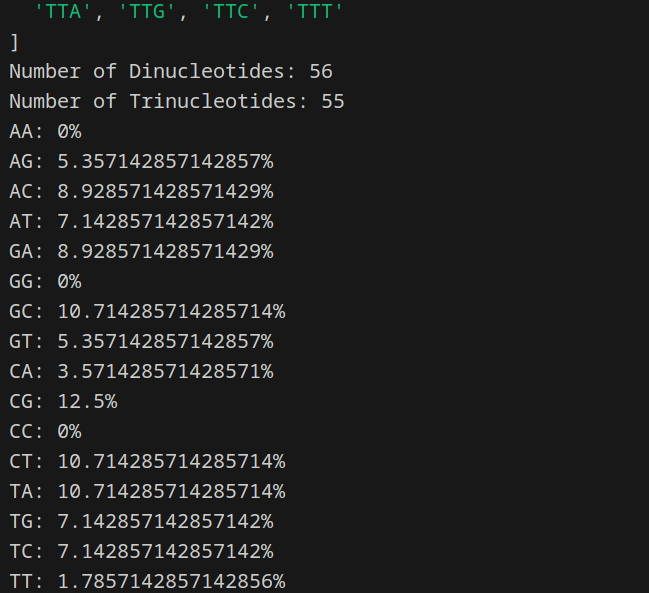 'TTA', 'TTG', 'TTC', 'TTT'
]
Number of Dinucleotides: 56
Number of Trinucleotides: 55
AA: 0%
AG: 5.357142857142857%
AC: 8.928571428571429%
AT: 7.142857142857142%
GA: 8.928571428571429%
GG: 0%
GC: 10.714285714285714%
GT: 5.357142857142857%
CA: 3.571428571428571%
CG: 12.5%
CC: 0%
CT: 10.714285714285714%
TA: 10.714285714285714%
TG: 7.142857142857142%
TC: 7.142857142857142%
TT: 1.7857142857142856%